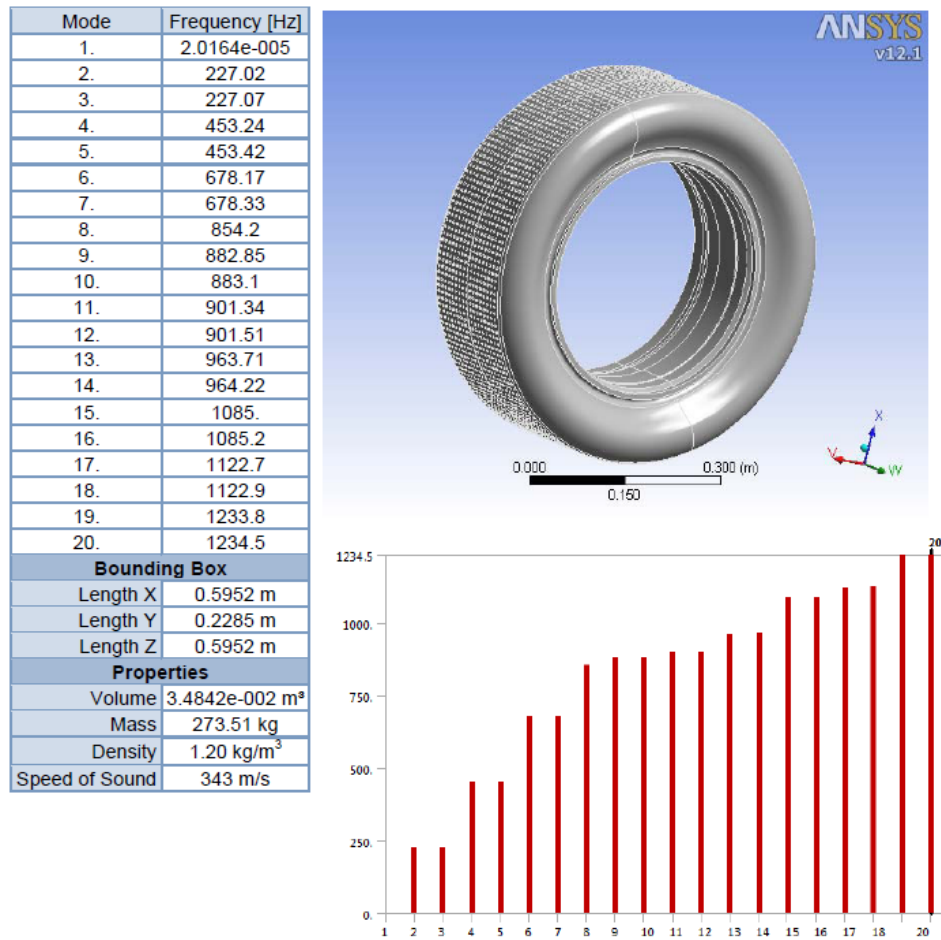 Mode Frequency [Hz]
1. 2.0164e-005
2. 227.02
3. 227.07
4. 453.24
5. 453.42
6. 678.17
7. 678.33
8. 854.2
9. 882.85
10. 883.1
11. 901.34
12. 901.51
13. 963.71
14. 964.22
15. 1085.
16. 1085.2
17. 1122.7
18. 1122.9
19. 1233.8
20. 1234.5
Bounding Box
Length X 0.5952 m
Length Y 0.2285 m
Length Z 0.5952 m
Properties
Volume 3.4842e-002 m³
Mass 273.51 kg
Density 1.20 kg/m³
Speed of Sound 343 m/s
ANSYS
v12.1
X
V
W
0.000 0.300 (m)
0.150
20
1234.5
1000.
750.
500.
250.
0.
1 2 3 4 5 6 7 8 9 10 11 12 13 14 15 16 17 18 20